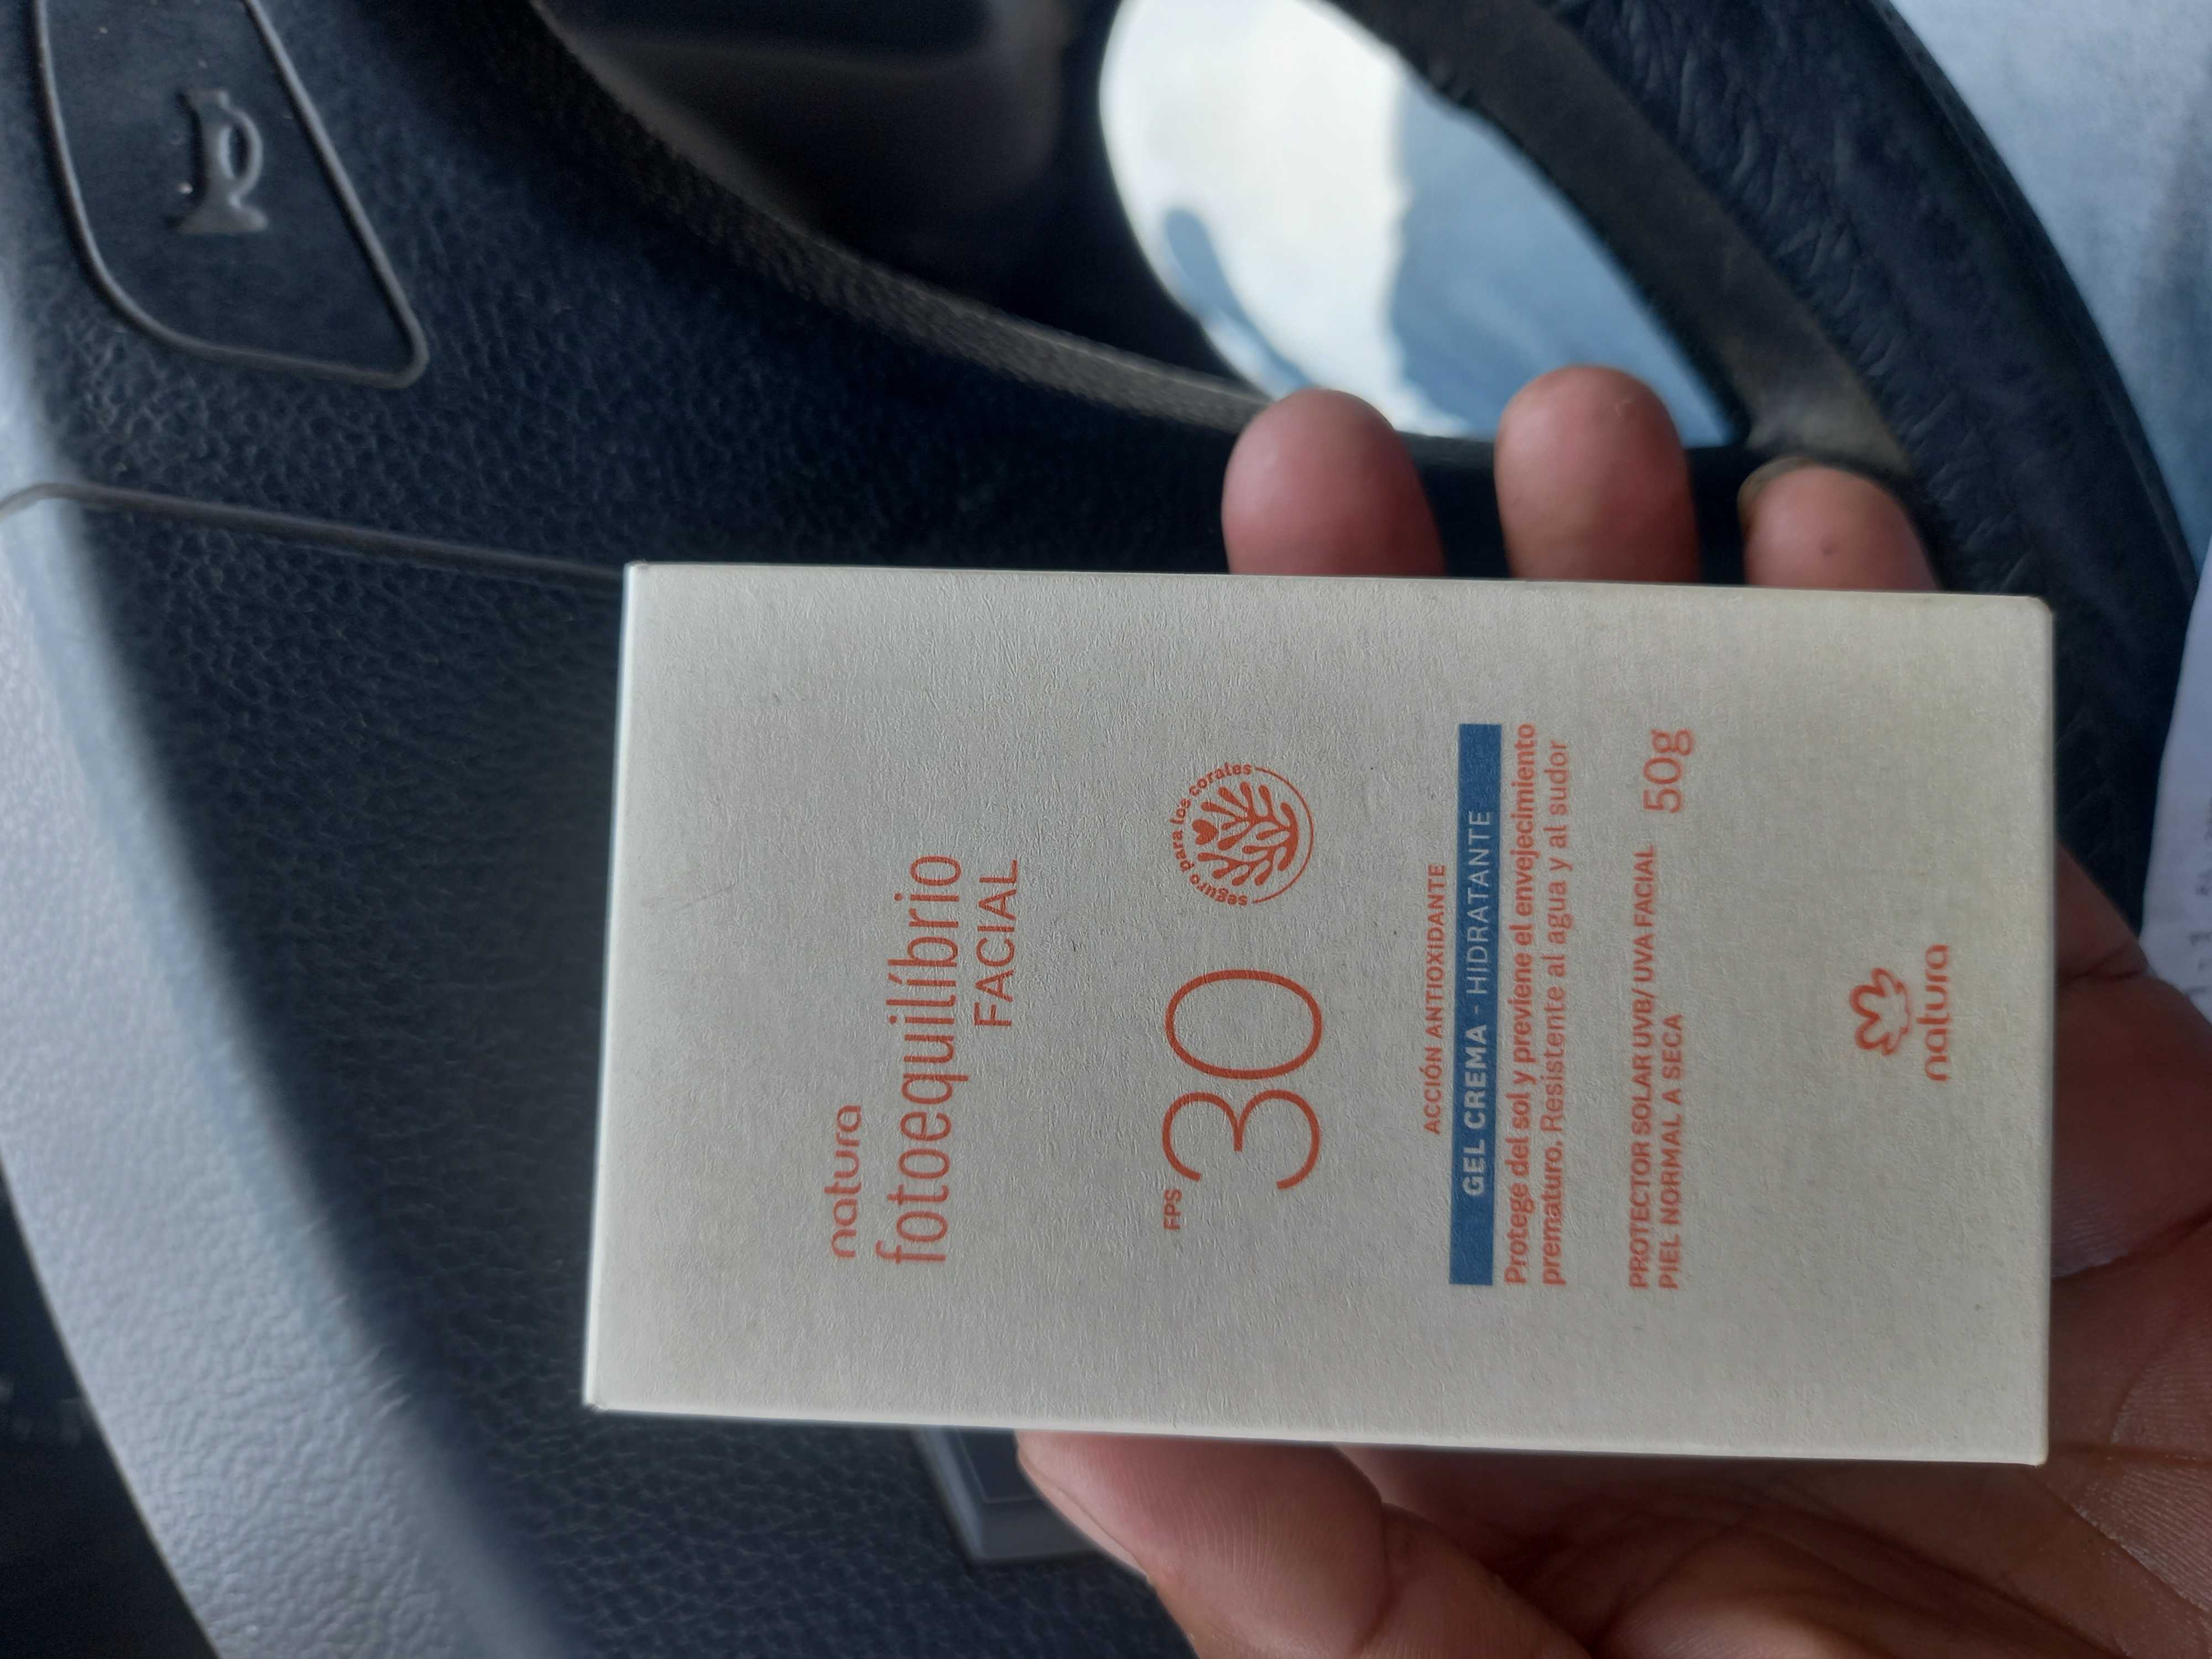 natura
fotoequilíbrio
FACIAL
FPS
30
seguro para los corales
ACCIÓN ANTIOXIDANTE
GEL CREMA - HIDRATANTE
Protege del sol y previene el envejecimiento
prematuro. Resistente al agua y al sudor
PROTECTOR SOLAR UVB/ UVA FACIAL 50g
PIEL NORMAL A SECA
natura